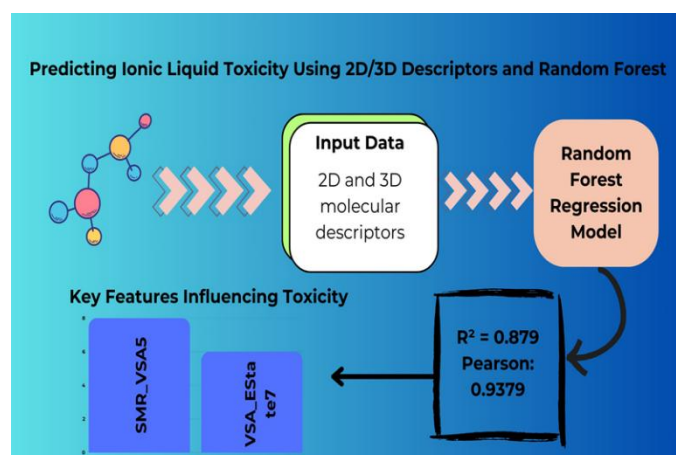 Predicting Ionic Liquid Toxicity Using 2D/3D Descriptors and Random Forest
Input Data
2D and 3D
molecular
descriptors
Random
Forest
Regression
Model
Key Features Influencing Toxicity
8
6
4
2
0
SMR_VSA5
VSA_ESta
te7
R² = 0.879
Pearson:
0.9379